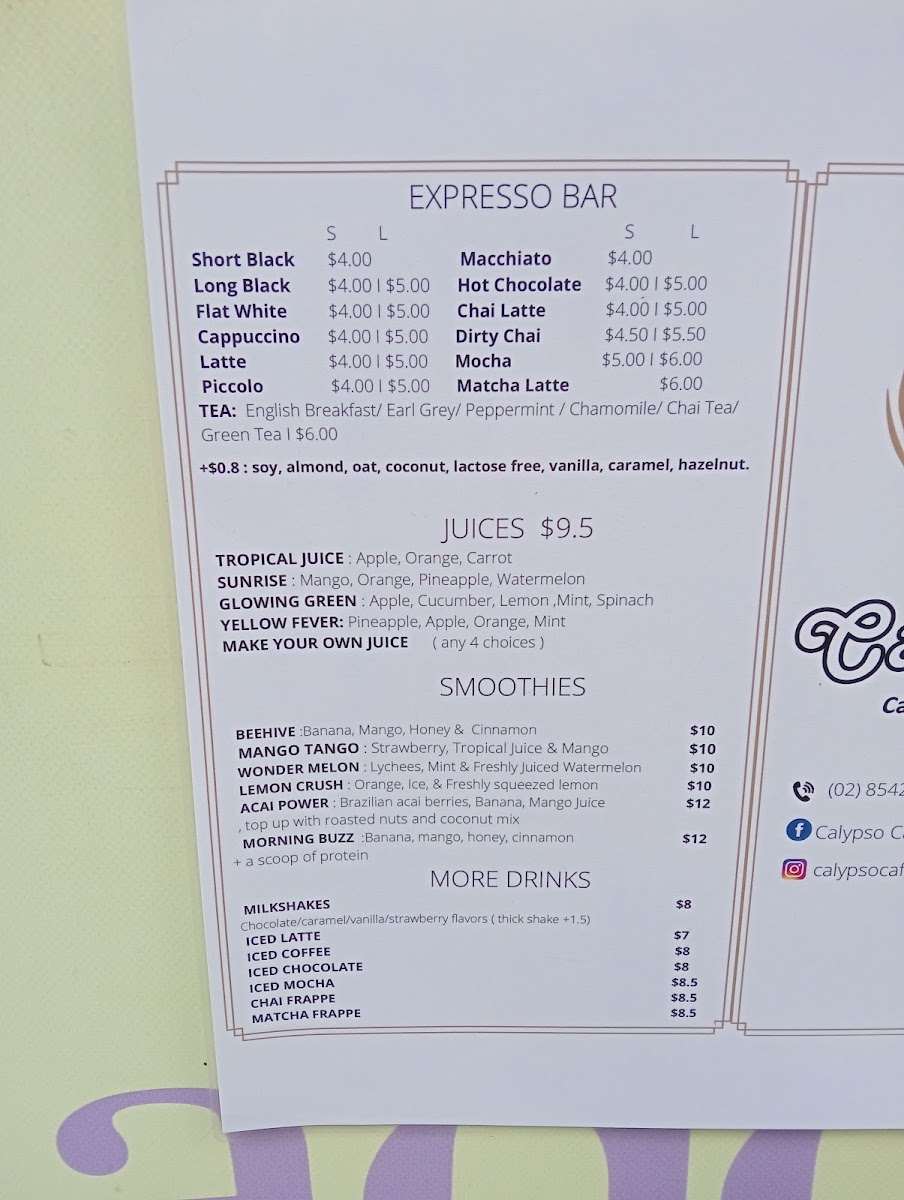 EXPRESSO BAR
S L S L
Short Black $4.00 Macchiato $4.00
Long Black $4.00 I $5.00 Hot Chocolate $4.00 I $5.00
Flat White $4.00 I $5.00 Chai Latte $4.00 I $5.00
Cappuccino $4.00 I $5.00 Dirty Chai $4.50 I $5.50
Latte $4.00 I $5.00 Mocha $5.00 I $6.00
Piccolo $4.00 I $5.00 Matcha Latte $6.00
TEA: English Breakfast/ Earl Grey/ Peppermint / Chamomile/ Chai Tea/
Green Tea I $6.00
+$0.8 : soy, almond, oat, coconut, lactose free, vanilla, caramel, hazelnut.
JUICES $9.5
TROPICAL JUICE : Apple, Orange, Carrot
SUNRISE : Mango, Orange, Pineapple, Watermelon
GLOWING GREEN : Apple, Cucumber, Lemon ,Mint, Spinach
YELLOW FEVER: Pineapple, Apple, Orange, Mint
MAKE YOUR OWN JUICE ( any 4 choices )
SMOOTHIES
BEEHIVE :Banana, Mango, Honey & Cinnamon $10
MANGO TANGO : Strawberry, Tropical Juice & Mango $10
WONDER MELON : Lychees, Mint & Freshly Juiced Watermelon $10
LEMON CRUSH : Orange, Ice, & Freshly squeezed lemon $10
ACAI POWER : Brazilian acai berries, Banana, Mango Juice $12
, top up with roasted nuts and coconut mix
MORNING BUZZ :Banana, mango, honey, cinnamon $12
+ a scoop of protein
MORE DRINKS
MILKSHAKES $8
Chocolate/caramel/vanilla/strawberry flavors ( thick shake +1.5)
ICED LATTE $7
ICED COFFEE $8
ICED CHOCOLATE $8
ICED MOCHA $8.5
CHAI FRAPPE $8.5
MATCHA FRAPPE $8.5
Ca
Ca
(02) 8542
Calypso C
calypsocaf